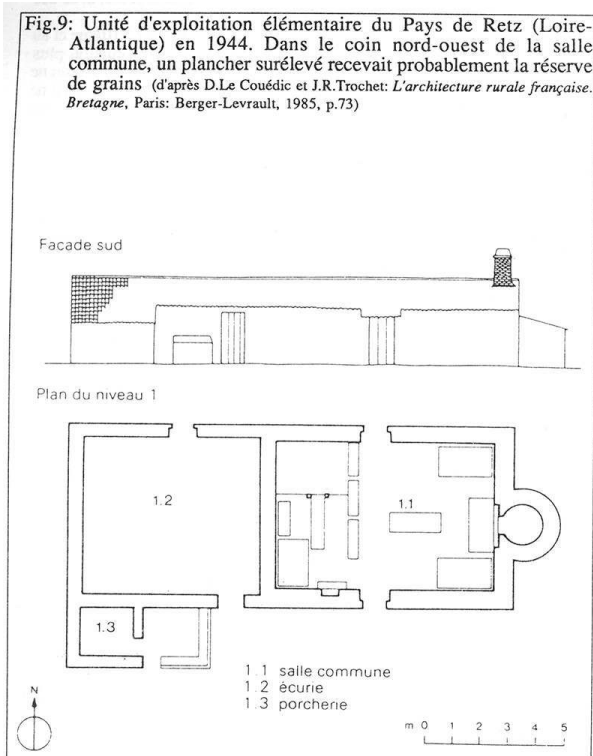 Fig.9: Unité d'exploitation élémentaire du Pays de Retz (Loire-
Atlantique) en 1944. Dans le coin nord-ouest de la salle
commune, un plancher surélevé recevait probablement la réserve
de grains (d'après D.Le Couédic et J.R.Trochet: L'architecture rurale française.
Bretagne, Paris: Berger-Levrault, 1985, p.73)
Facade sud
Plan du niveau 1
1.2
1.1
1.3
1.1 salle commune
1.2 écurie
1.3 porcherie
N
m 0 1 2 3 4 5